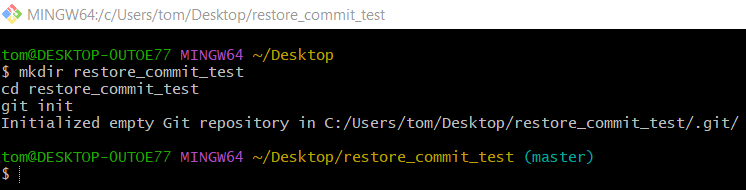 MINGW64:/c/Users/tom/Desktop/restore_commit_test
tom@DESKTOP-OUTOE77 MINGW64 ~/Desktop
$ mkdir restore_commit_test
cd restore_commit_test
git init
Initialized empty Git repository in C:/Users/tom/Desktop/restore_commit_test/.git/
tom@DESKTOP-OUTOE77 MINGW64 ~/Desktop/restore_commit_test (master)
$